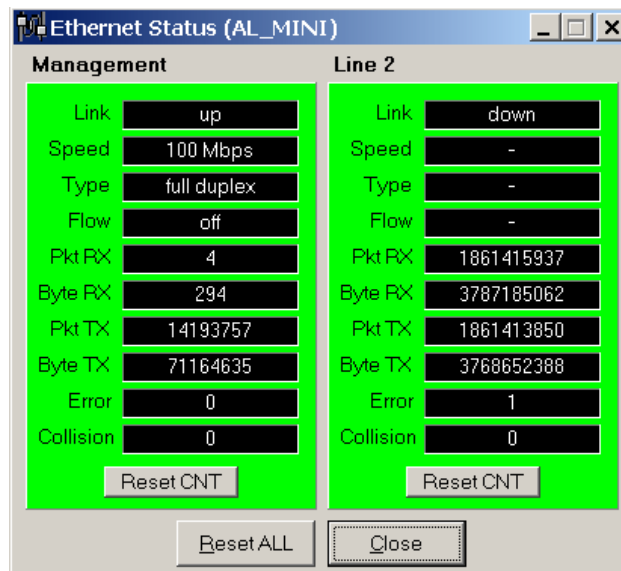 Ethernet Status (AL_MINI)
Management
Link up
Speed 100 Mbps
Type full duplex
Flow off
Pkt RX 4
Byte RX 294
Pkt TX 14193757
Byte TX 71164635
Error 0
Collision 0
Reset CNT
Line 2
Link down
Speed -
Type -
Flow -
Pkt RX 1861415937
Byte RX 3787185062
Pkt TX 1861413850
Byte TX 3768652388
Error 1
Collision 0
Reset CNT
Reset ALL
Close